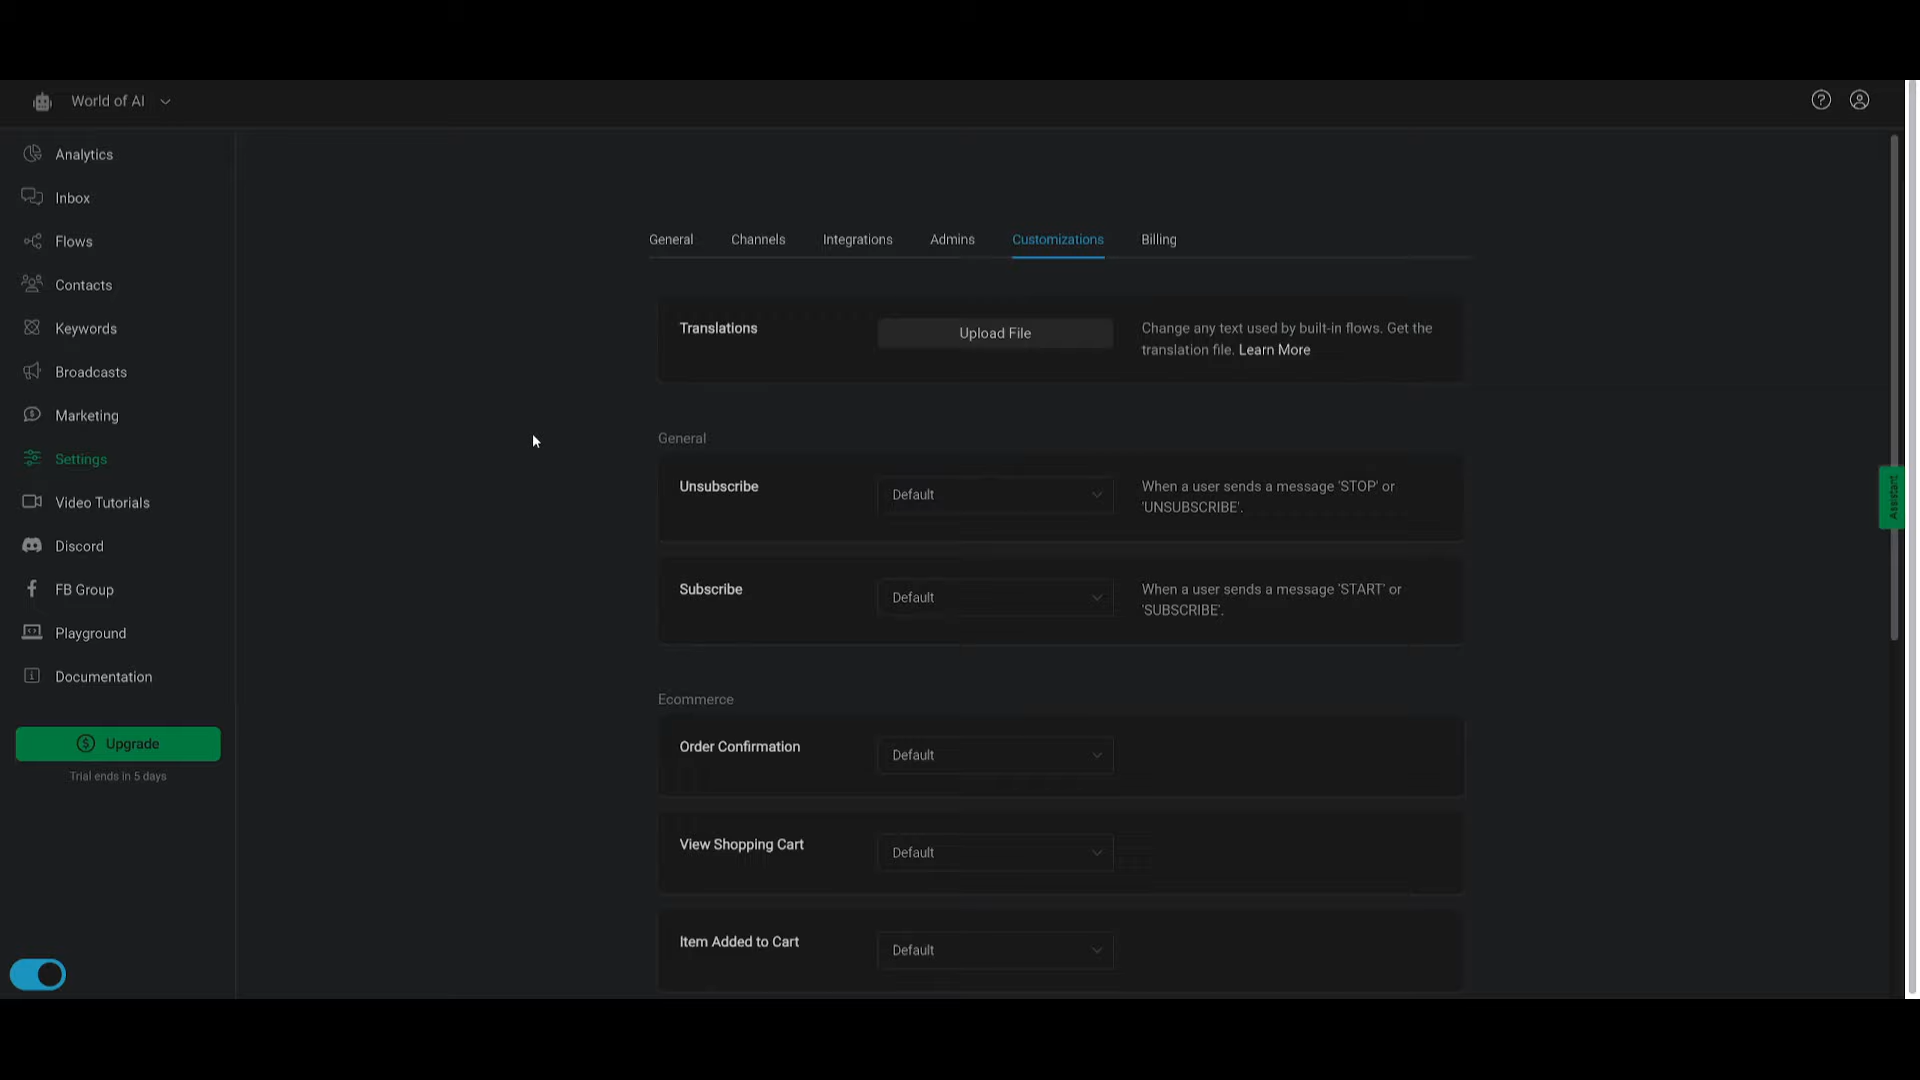 World of AI
Analytics
Inbox
Flows
Contacts
Keywords
Broadcasts
Marketing
Settings
Video Tutorials
Discord
FB Group
Playground
Documentation
Upgrade
Trial ends in 5 days
General Channels Integrations Admins Customizations Billing
Translations
Upload File
Change any text used by built-in flows. Get the
translation file. Learn More
General
Unsubscribe
Default
When a user sends a message 'STOP' or
'UNSUBSCRIBE'.
Subscribe
Default
When a user sends a message 'START' or
'SUBSCRIBE'.
Ecommerce
Order Confirmation
Default
View Shopping Cart
Default
Item Added to Cart
Default
Assistant